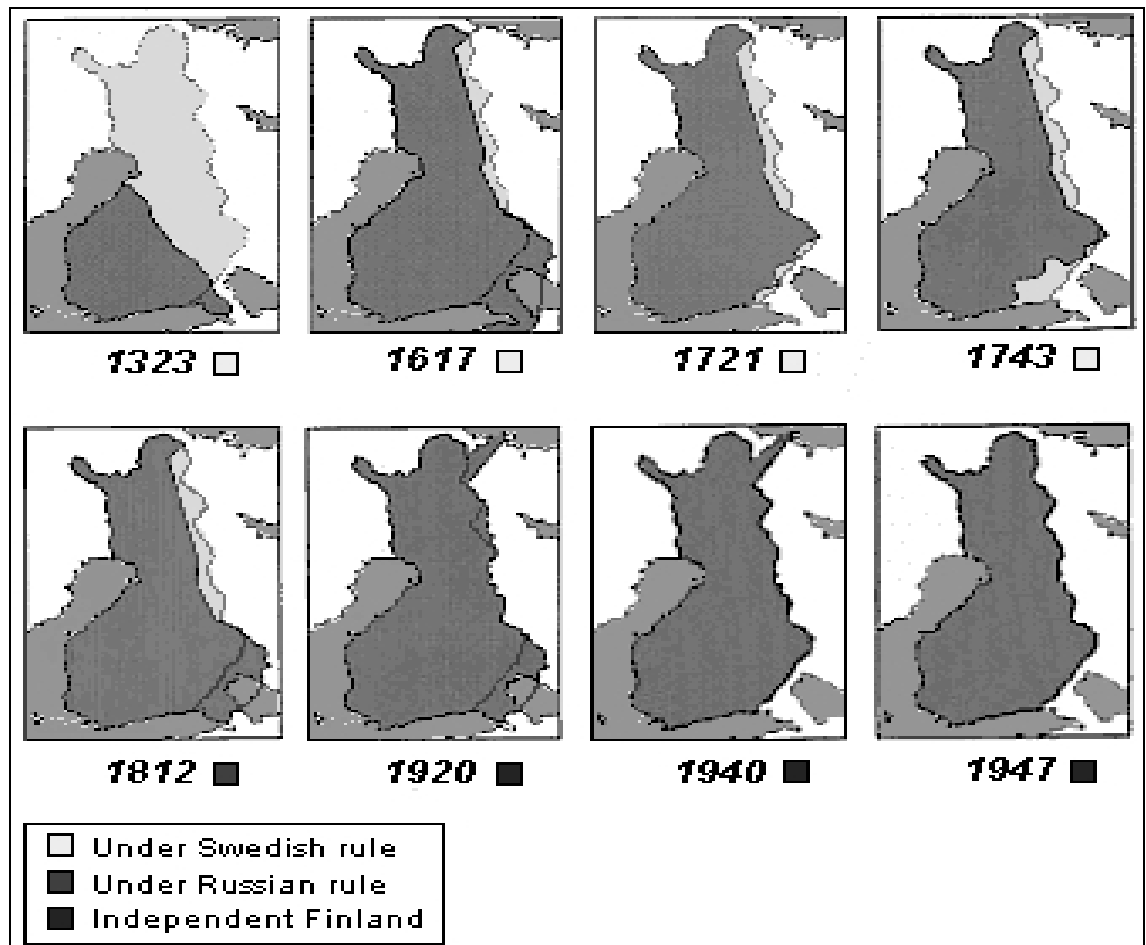 1323
1617
1721
1743
1812
1920
1940
1947
Under Swedish rule
Under Russian rule
Independent Finland